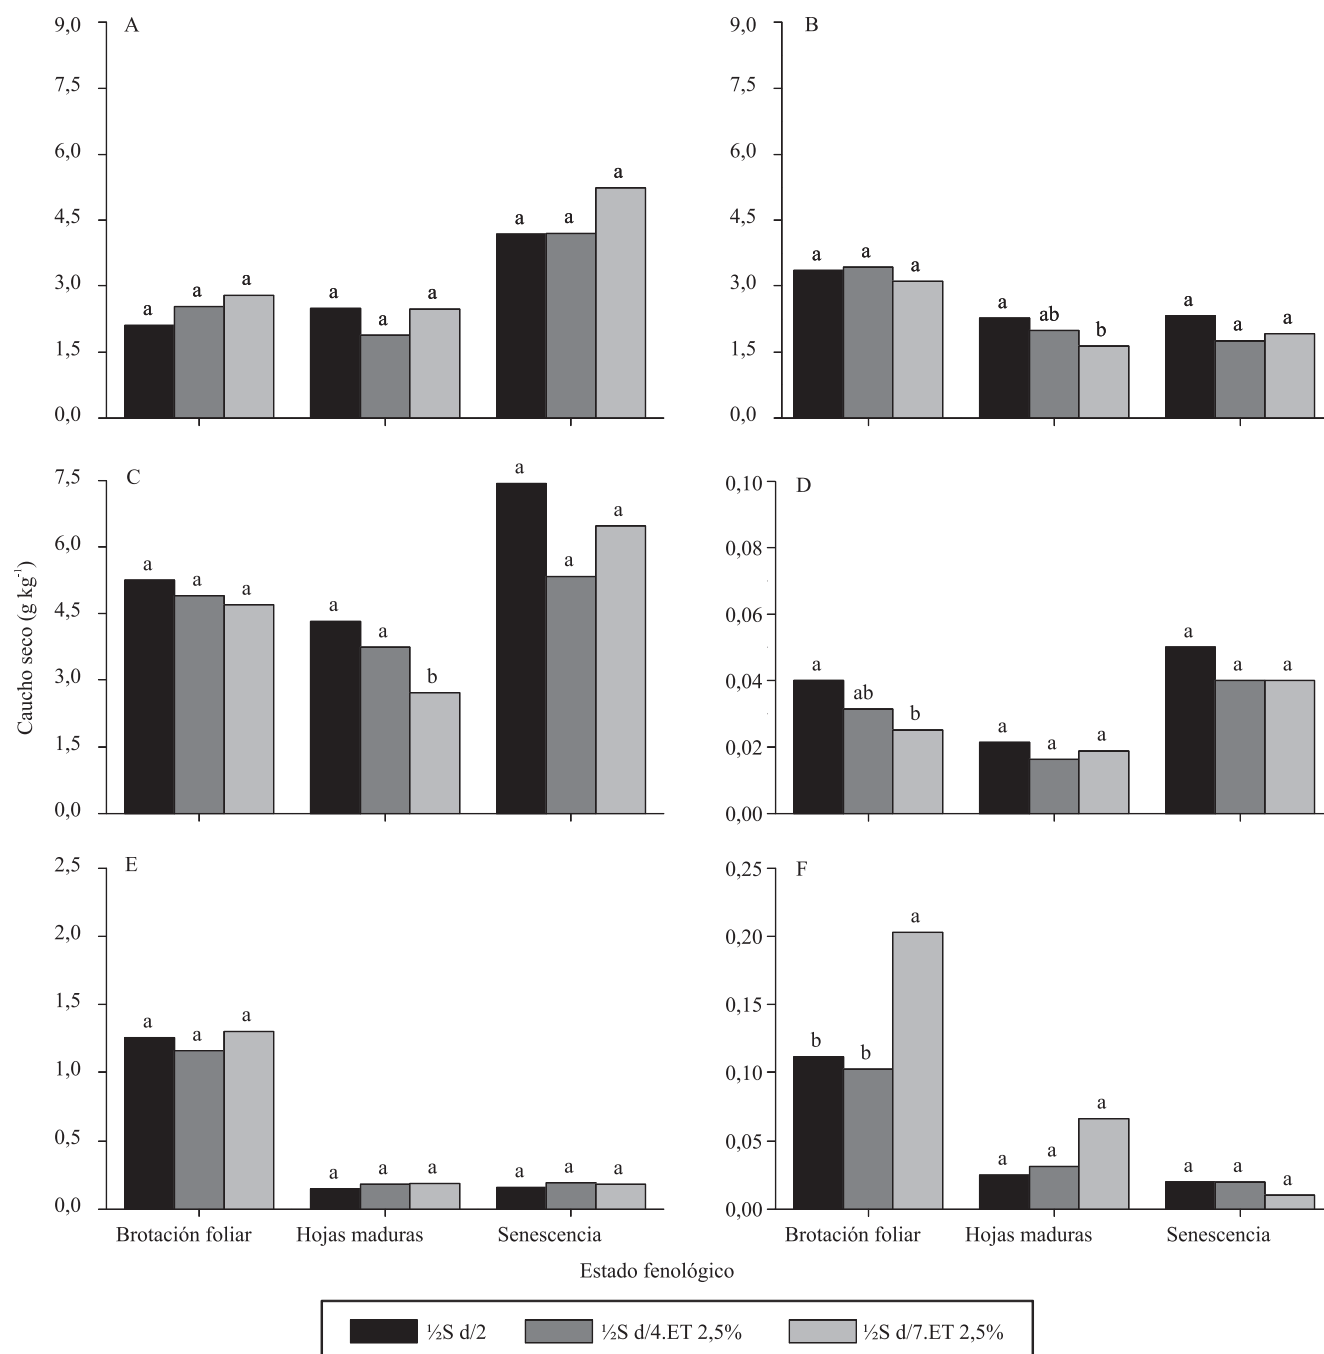 A
9,0
7,5
6,0
4,5
3,0
1,5
0,0
a a a
a a a
a a a
B
9,0
7,5
6,0
4,5
3,0
1,5
0,0
a a a
a ab b
a a a
Caucho seco (g kg-1)
C
7,5
6,0
4,5
3,0
1,5
0,0
a a a
a a b
a a a
D
0,10
0,08
0,06
0,04
0,02
0,00
a ab b
a a a
a a a
E
2,5
2,0
1,5
1,0
0,5
0,0
a a a
a a a
a a a
Brotación foliar Hojas maduras Senescencia
F
0,25
0,20
0,15
0,10
0,05
0,00
b b a
a a a
a a a
Brotación foliar Hojas maduras Senescencia
Estado fenológico
½S d/2 ½S d/4.ET 2,5% ½S d/7.ET 2,5%